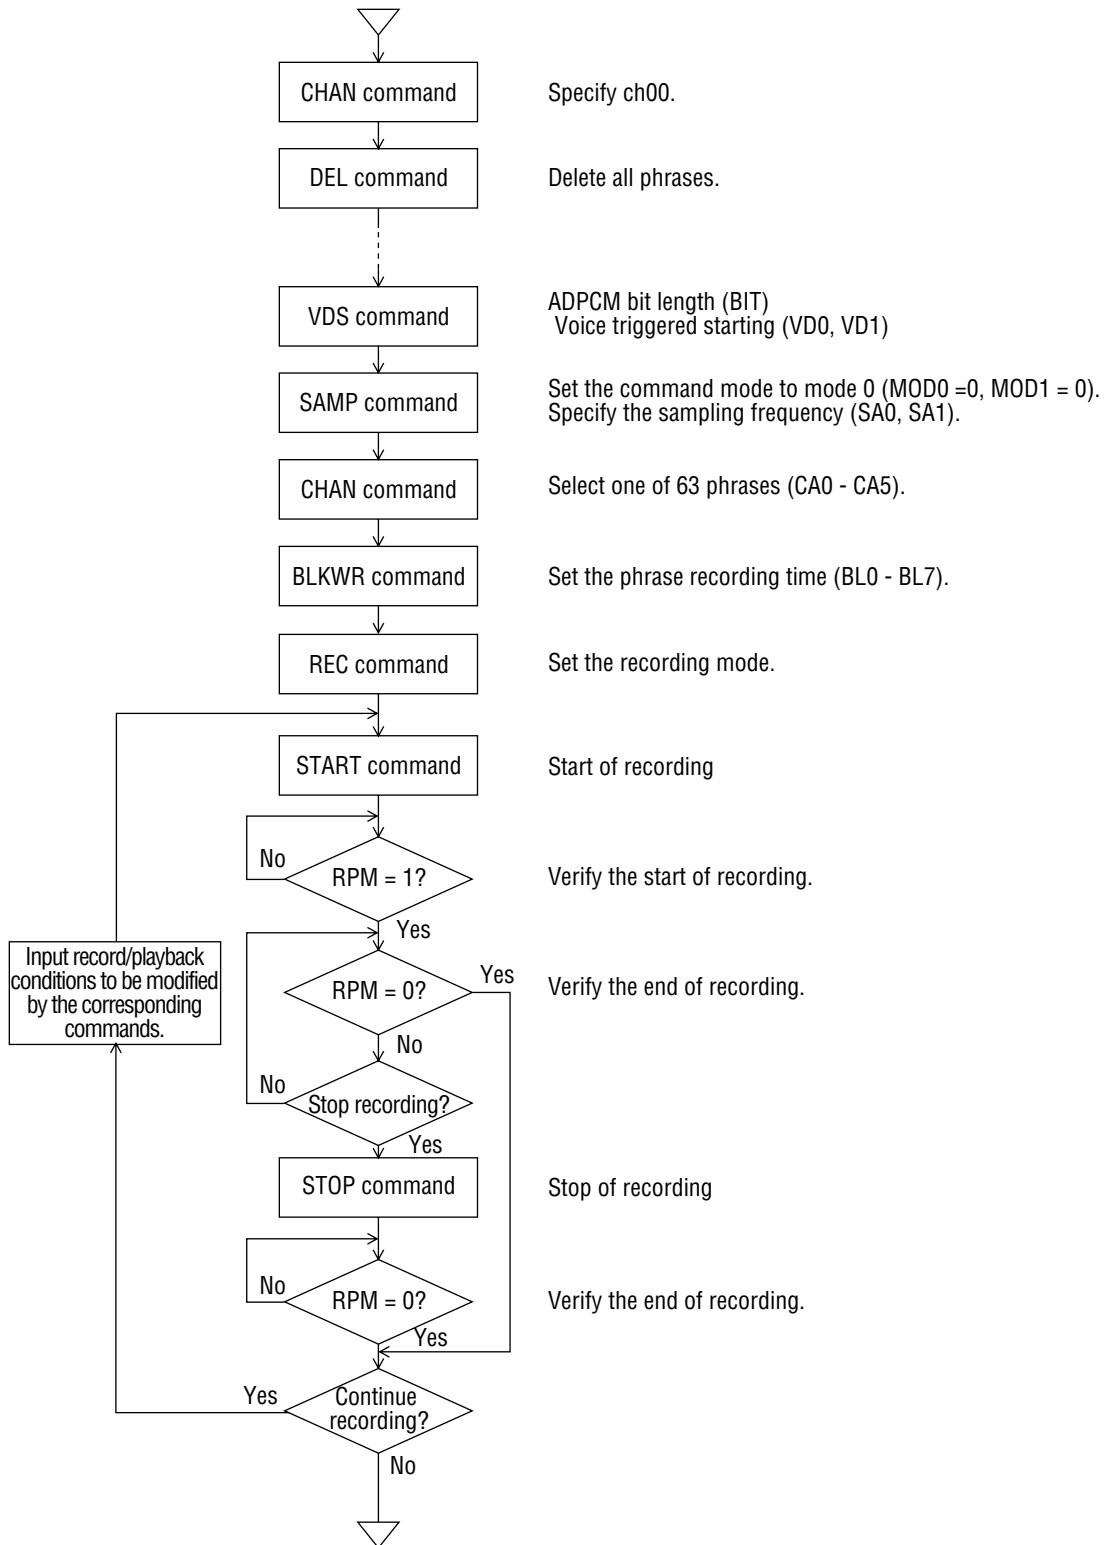 CHAN command
Specify ch00.
DEL command
Delete all phrases.
VDS command
ADPCM bit length (BIT)
Voice triggered starting (VD0, VD1)
SAMP command
Set the command mode to mode 0 (MOD0 =0, MOD1 = 0).
Specify the sampling frequency (SA0, SA1).
CHAN command
Select one of 63 phrases (CA0 - CA5).
BLKWR command
Set the phrase recording time (BL0 - BL7).
REC command
Set the recording mode.
START command
Start of recording
No
RPM = 1?
Verify the start of recording.
Yes
Input record/playback
conditions to be modified
by the corresponding
commands.
RPM = 0?
Yes
Verify the end of recording.
No
No
Stop recording?
Yes
STOP command
Stop of recording
No
RPM = 0?
Verify the end of recording.
Yes
Yes
Continue
recording?
No